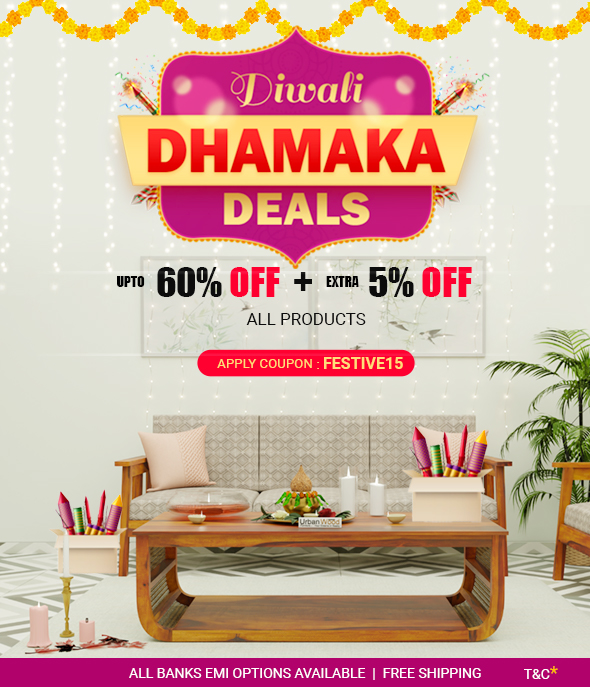 Diwali
DHAMAKA
DEALS
UPTO 60% OFF + EXTRA 5% OFF
ALL PRODUCTS
APPLY COUPON : FESTIVE15
UrbanWood
ALL BANKS EMI OPTIONS AVAILABLE | FREE SHIPPING T&C*